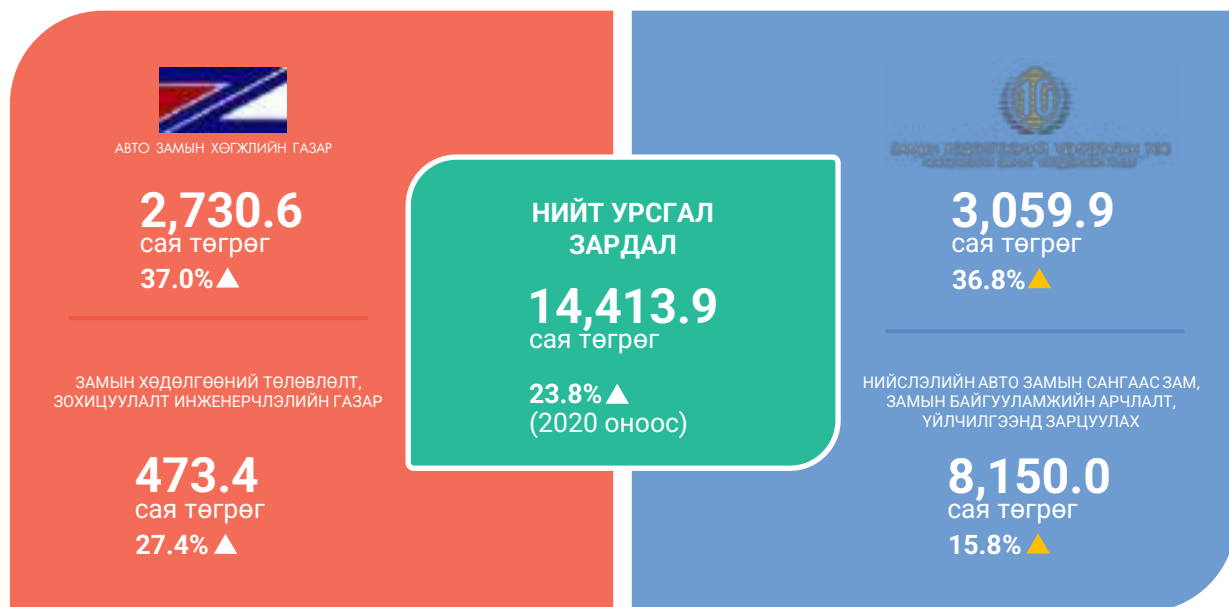 АВТО ЗАМЫН ХӨГЖЛИЙН ГАЗАР
2,730.6
сая төгрөг
37.0%
ЗАМЫН ХӨДӨЛГӨӨНИЙ ТӨЛӨВЛӨЛТ,
ЗОХИЦУУЛАЛТ ИНЖЕНЕРЧЛЭЛИЙН ГАЗАР
473.4
сая төгрөг
27.4%
НИЙТ УРСГАЛ
ЗАРДАЛ
14,413.9
сая төгрөг
23.8%
(2020 оноос)
10
3,059.9
сая төгрөг
36.8%
НИЙСЛЭЛИЙН АВТО ЗАМЫН САНГААС ЗАМ,
ЗАМЫН БАЙГУУЛАМЖИЙН АРЧЛАЛТ,
ҮЙЛЧИЛГЭЭНД ЗАРЦУУЛАХ
8,150.0
сая төгрөг
15.8%